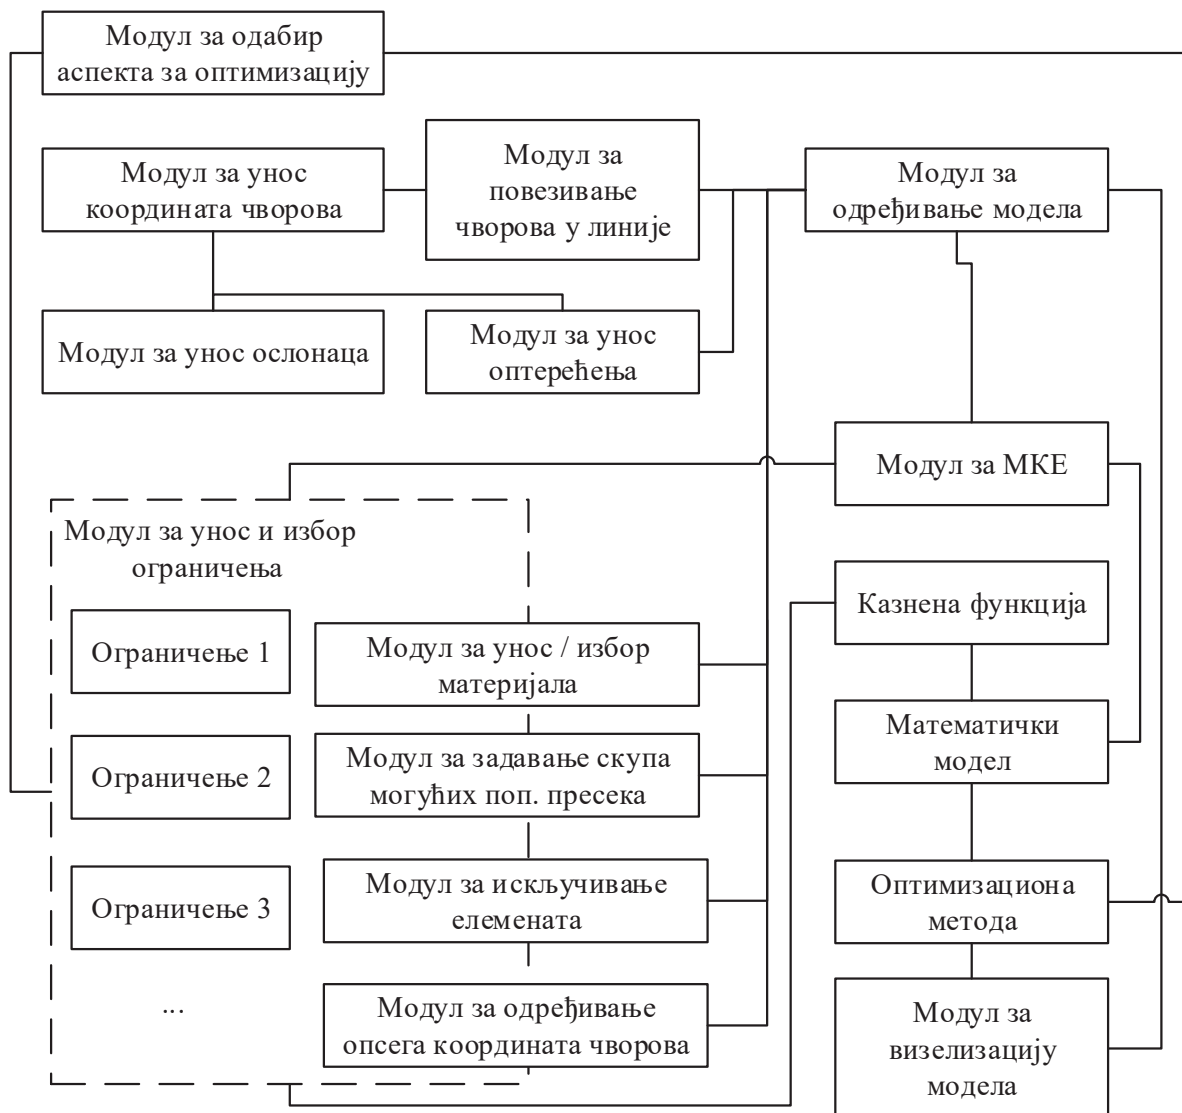 Модул за одабир
аспекта за оптимизацију
Модул за унос
координата чворова
Модул за
повезивање
чворова у линије
Модул за
одређивање модела
Модул за унос ослонаца
Модул за унос
оптерећења
Модул за МКЕ
Модул за унос и избор
ограничења
Казнена функција
Ограничење 1
Модул за унос / избор
материјала
Математички
модел
Ограничење 2
Модул за задавање скупа
могућих поп. пресека
Ограничење 3
Модул за искључивање
елемената
Оптимизациона
метода
...
Модул за одређивање
опсега координата чворова
Модул за
визелизацију
модела